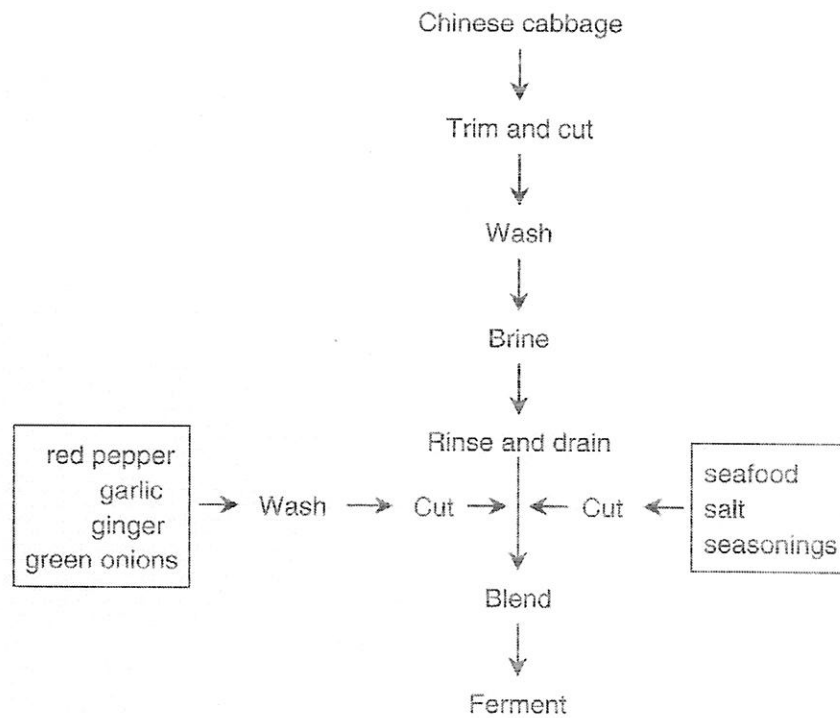 Chinese cabbage
Trim and cut
Wash
Brine
Rinse and drain
red pepper
garlic
ginger
green onions
Wash
Cut
Cut
seafood
salt
seasonings
Blend
Ferment